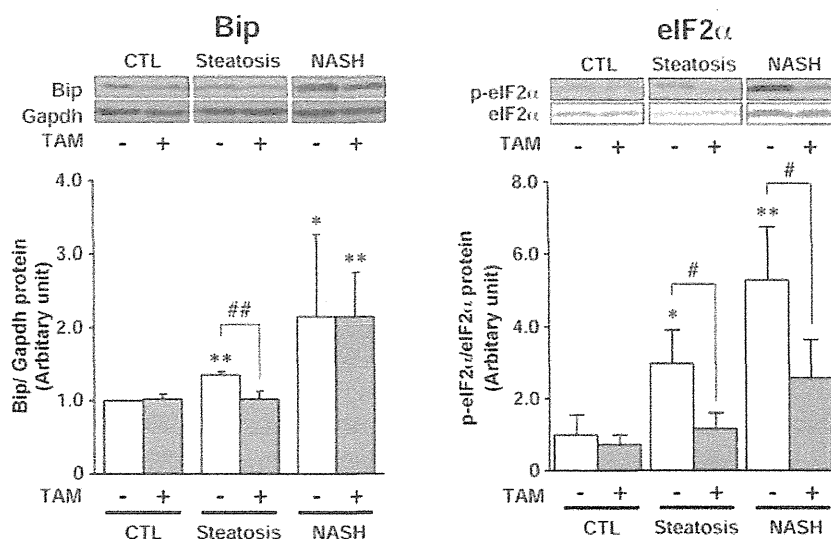 Bip
CTL Steatosis NASH
Bip
Gapdh
TAM - + - + - +
Bip/ Gapdh protein
(Arbitary unit)
4.0
3.0
2.0
1.0
0
**
##
*
**
TAM - + - + - +
CTL Steatosis NASH
eIF2α
CTL Steatosis NASH
p-eIF2α
eIF2α
TAM - + - + - +
p-eIF2α/eIF2α protein
(Arbitary unit)
8.0
6.0
4.0
2.0
0
*
#
**
#
TAM - + - + - +
CTL Steatosis NASH